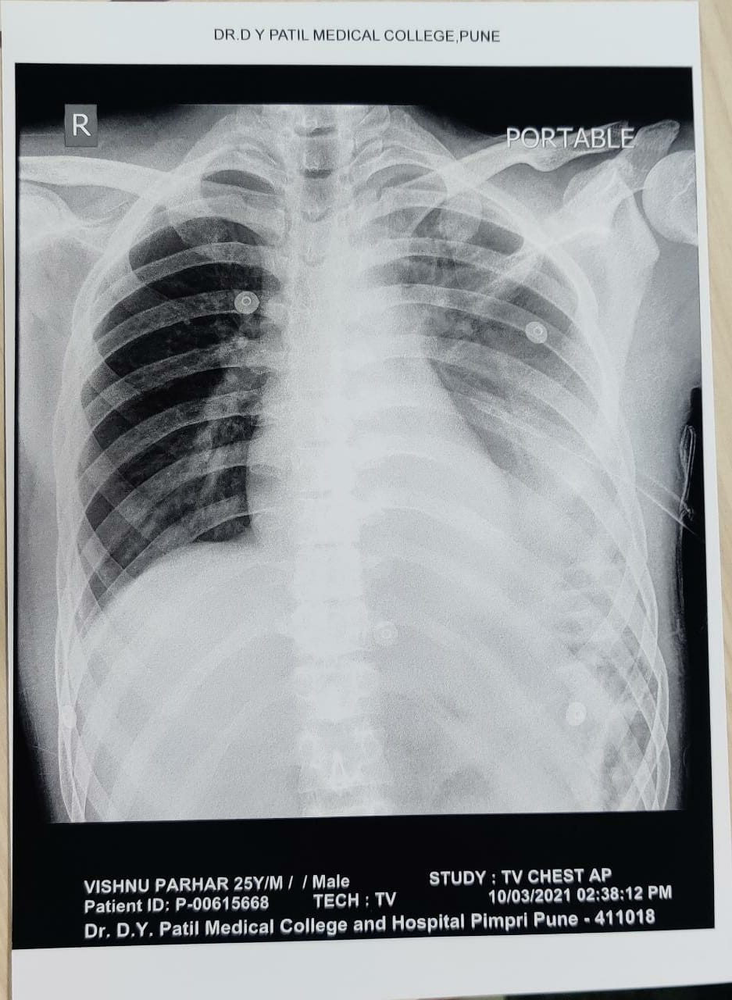 DR.D Y PATIL MEDICAL COLLEGE,PUNE
R
PORTABLE
VISHNU PARHAR 25Y/M / / Male STUDY : TV CHEST AP
Patient ID: P-00615668 TECH : TV 10/03/2021 02:38:12 PM
Dr. D.Y. Patil Medical College and Hospital Pimpri Pune - 411018